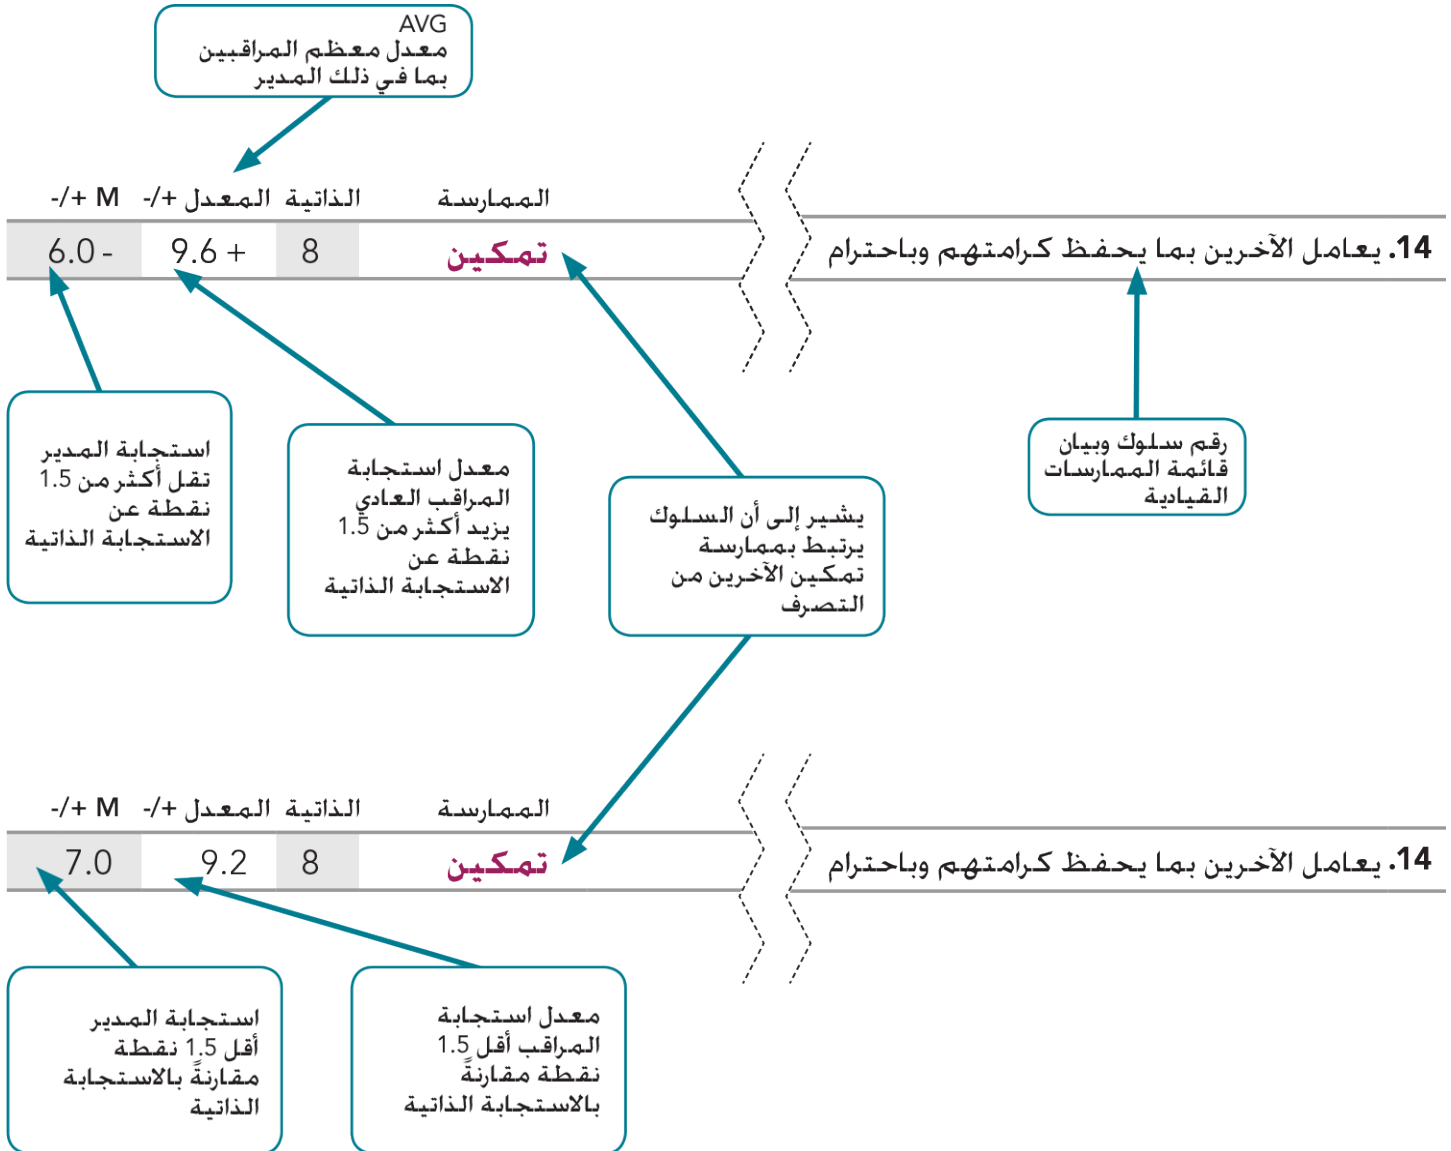 AVG
معدل معظم المراقبين
بما في ذلك المدير
الممارسة الذاتية المعدل +/- M +/-
14. يعامل الآخرين بما يحفظ كرامتهم وباحترام تمكين 8 9.6 + 6.0 -
رقم سلوك وبيان
قائمة الممارسات
القيادية
يشير إلى أن السلوك
يرتبط بممارسة
تمكين الآخرين من
التصرف
معدل استجابة
المراقب العادي
يزيد أكثر من 1.5
نقطة عن
الاستجابة الذاتية
استجابة المدير
تقل أكثر من 1.5
نقطة عن
الاستجابة الذاتية
الممارسة الذاتية المعدل +/- M +/-
14. يعامل الآخرين بما يحفظ كرامتهم وباحترام تمكين 8 9.2 7.0
معدل استجابة
المراقب أقل 1.5
نقطة مقارنةً
بالاستجابة الذاتية
استجابة المدير
أقل 1.5 نقطة
مقارنةً بالاستجابة
الذاتية